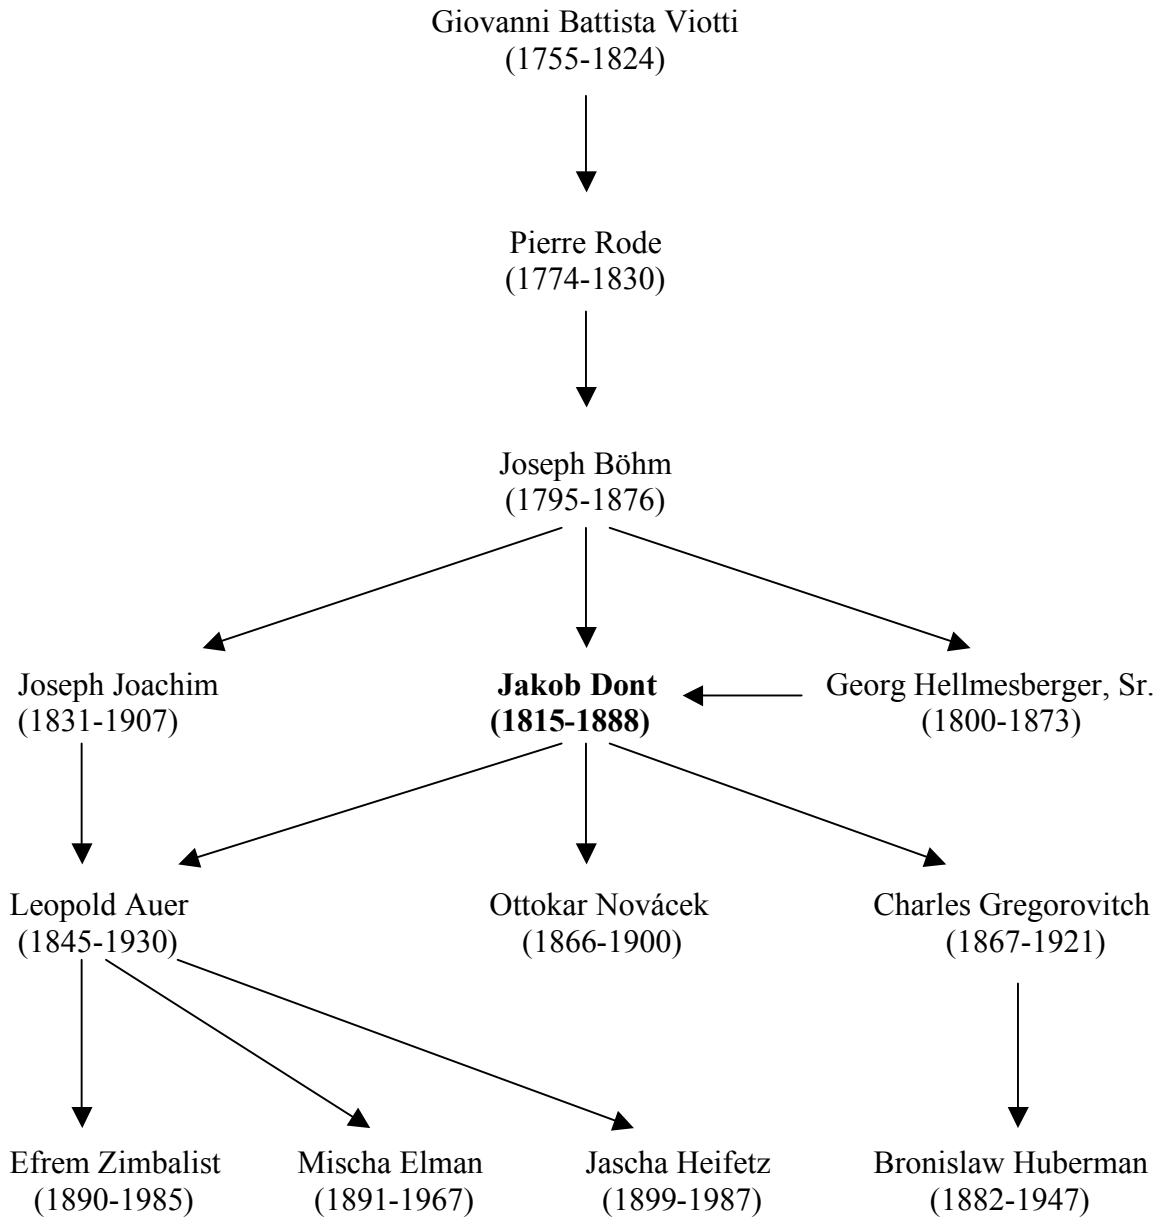 Giovanni Battista Viotti
(1755-1824)
Pierre Rode
(1774-1830)
Joseph Böhm
(1795-1876)
Joseph Joachim
(1831-1907)
Jakob Dont
(1815-1888)
Georg Hellmesberger, Sr.
(1800-1873)
Leopold Auer
(1845-1930)
Ottokar Novácek
(1866-1900)
Charles Gregorovitch
(1867-1921)
Efrem Zimbalist
(1890-1985)
Mischa Elman
(1891-1967)
Jascha Heifetz
(1899-1987)
Bronislaw Huberman
(1882-1947)